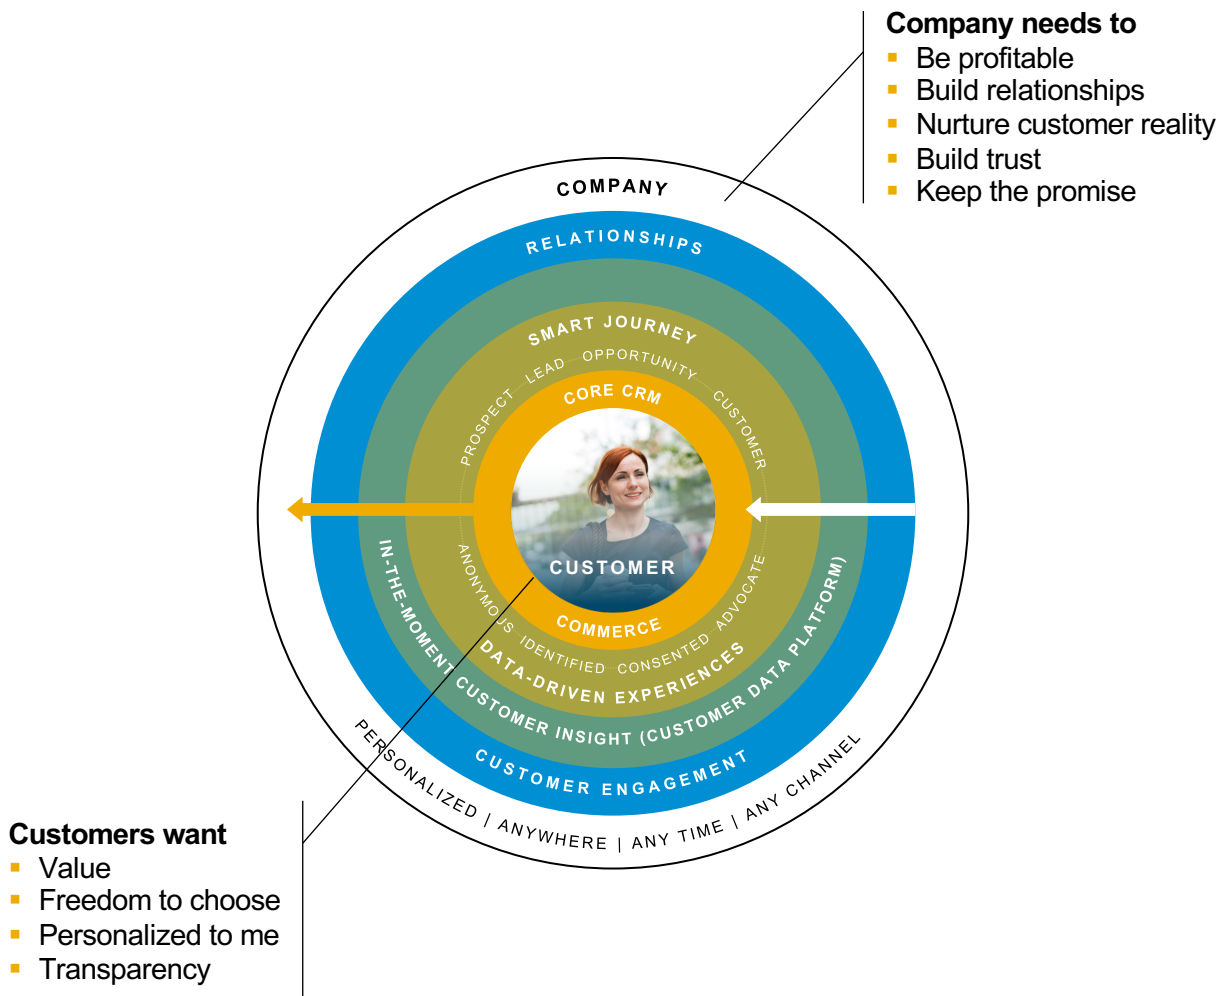 Company needs to
Be profitable
Build relationships
Nurture customer reality
Build trust
Keep the promise
COMPANY
RELATIONSHIPS
SMART JOURNEY
PROSPECT LEAD OPPORTUNITY CUSTOMER
CORE CRM
CUSTOMER
COMMERCE
ANONYMOUS IDENTIFIED CONSENTED ADVOCATE
DATA-DRIVEN EXPERIENCES
IN-THE-MOMENT CUSTOMER INSIGHT (CUSTOMER DATA PLATFORM)
CUSTOMER ENGAGEMENT
PERSONALIZED | ANYWHERE | ANY TIME | ANY CHANNEL
Customers want
Value
Freedom to choose
Personalized to me
Transparency